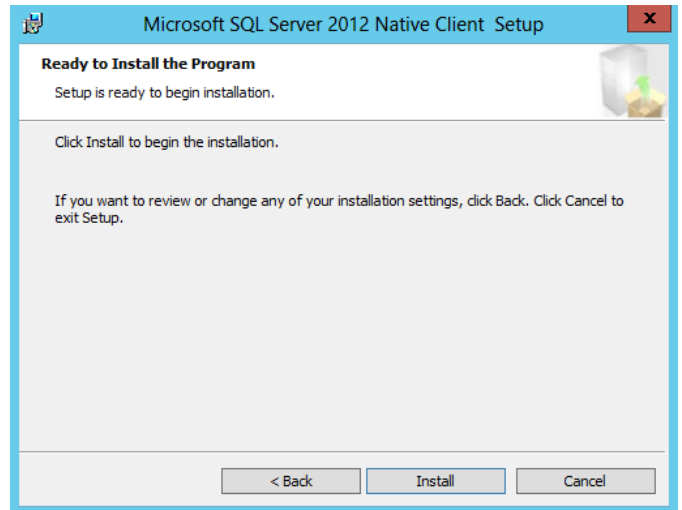 Microsoft SQL Server 2012 Native Client Setup
x
Ready to Install the Program
Setup is ready to begin installation.
Click Install to begin the installation.
If you want to review or change any of your installation settings, click Back. Click Cancel to
exit Setup.
< Back
Install
Cancel